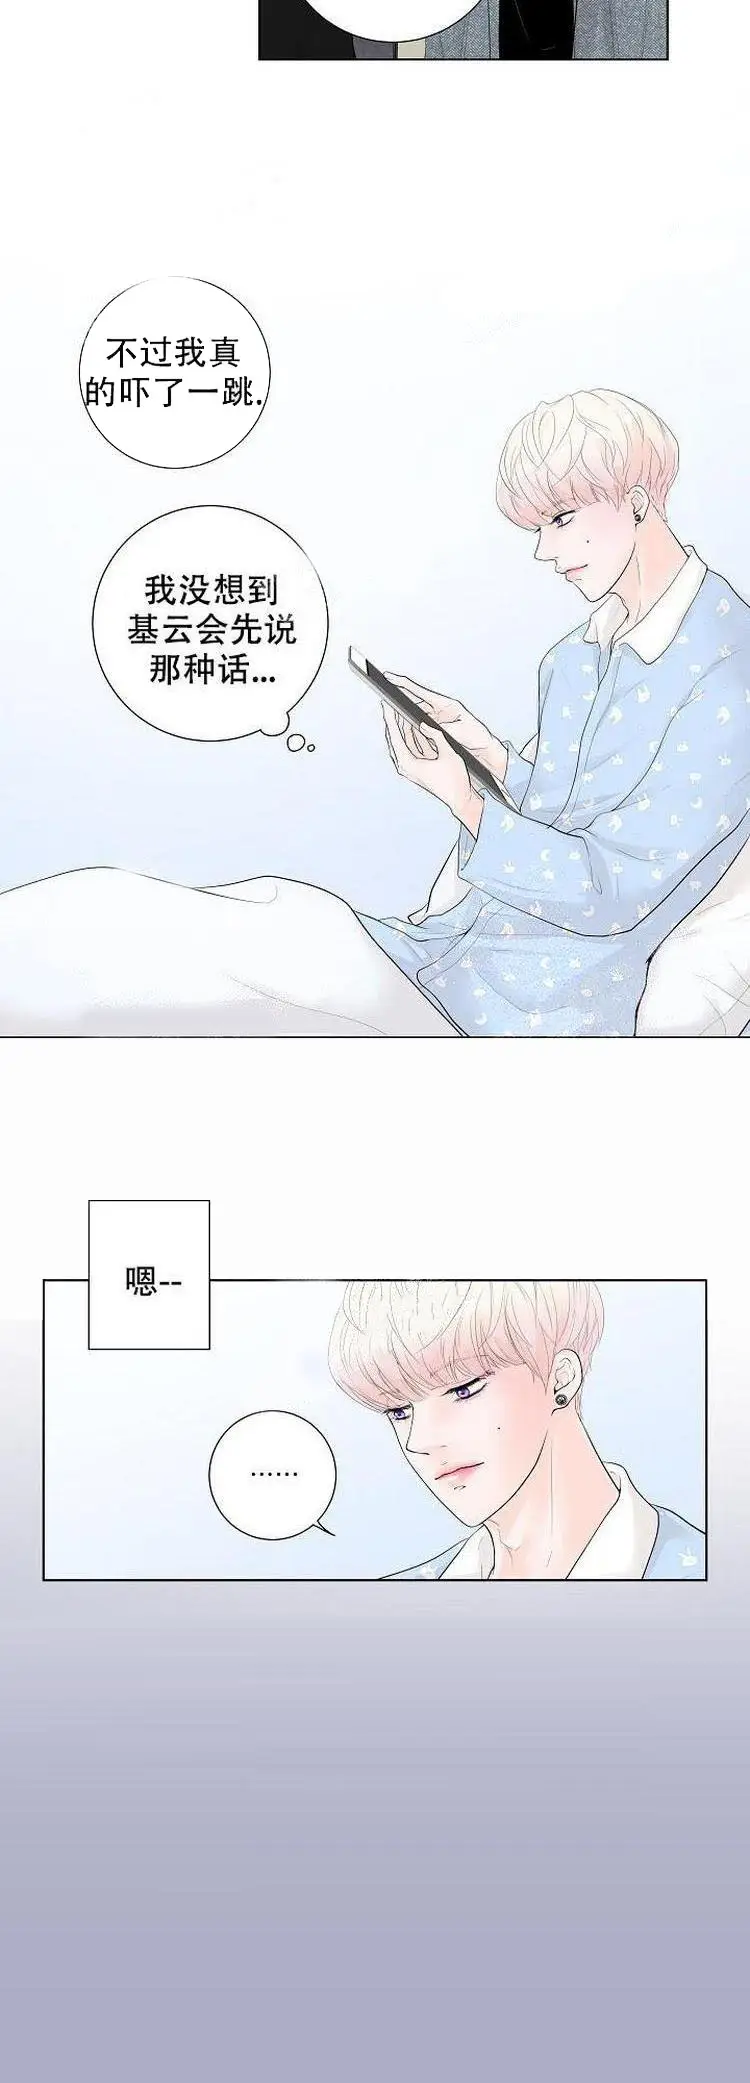 不过我真
的吓了一跳.
我没想到
基云会先说
那种话...
嗯--
……